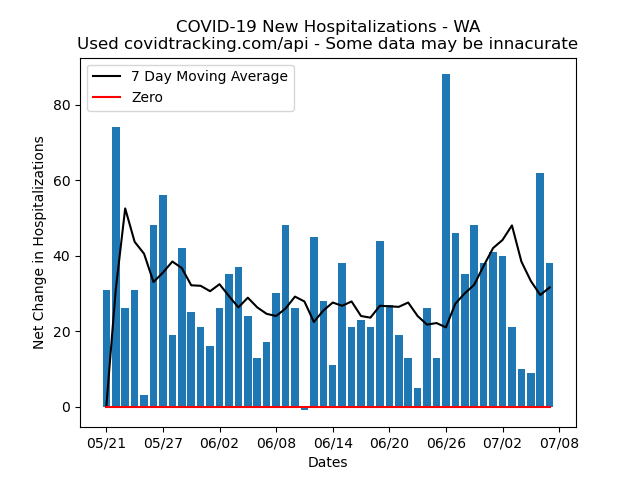 COVID-19 New Hospitalizations - WA
Used covidtracking.com/api - Some data may be innacurate
7 Day Moving Average
Zero
Net Change in Hospitalizations
80
60
40
20
0
05/21 05/27 06/02 06/08 06/14 06/20 06/26 07/02 07/08
Dates